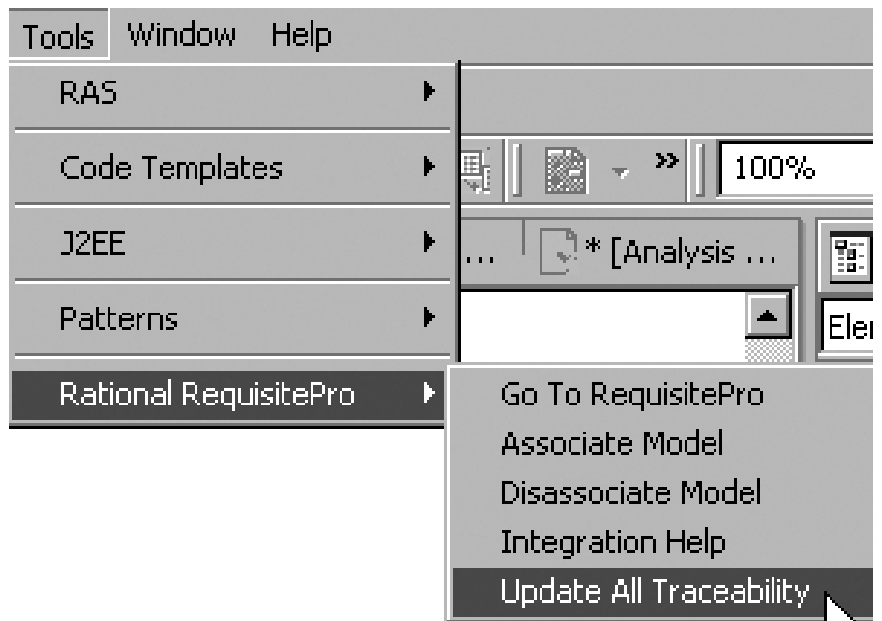 Tools Window Help
RAS
Code Templates
» 100%
J2EE
... * [Analysis ...
Patterns
Rational RequisitePro
Go To RequisitePro
Associate Model
Disassociate Model
Integration Help
Update All Traceability